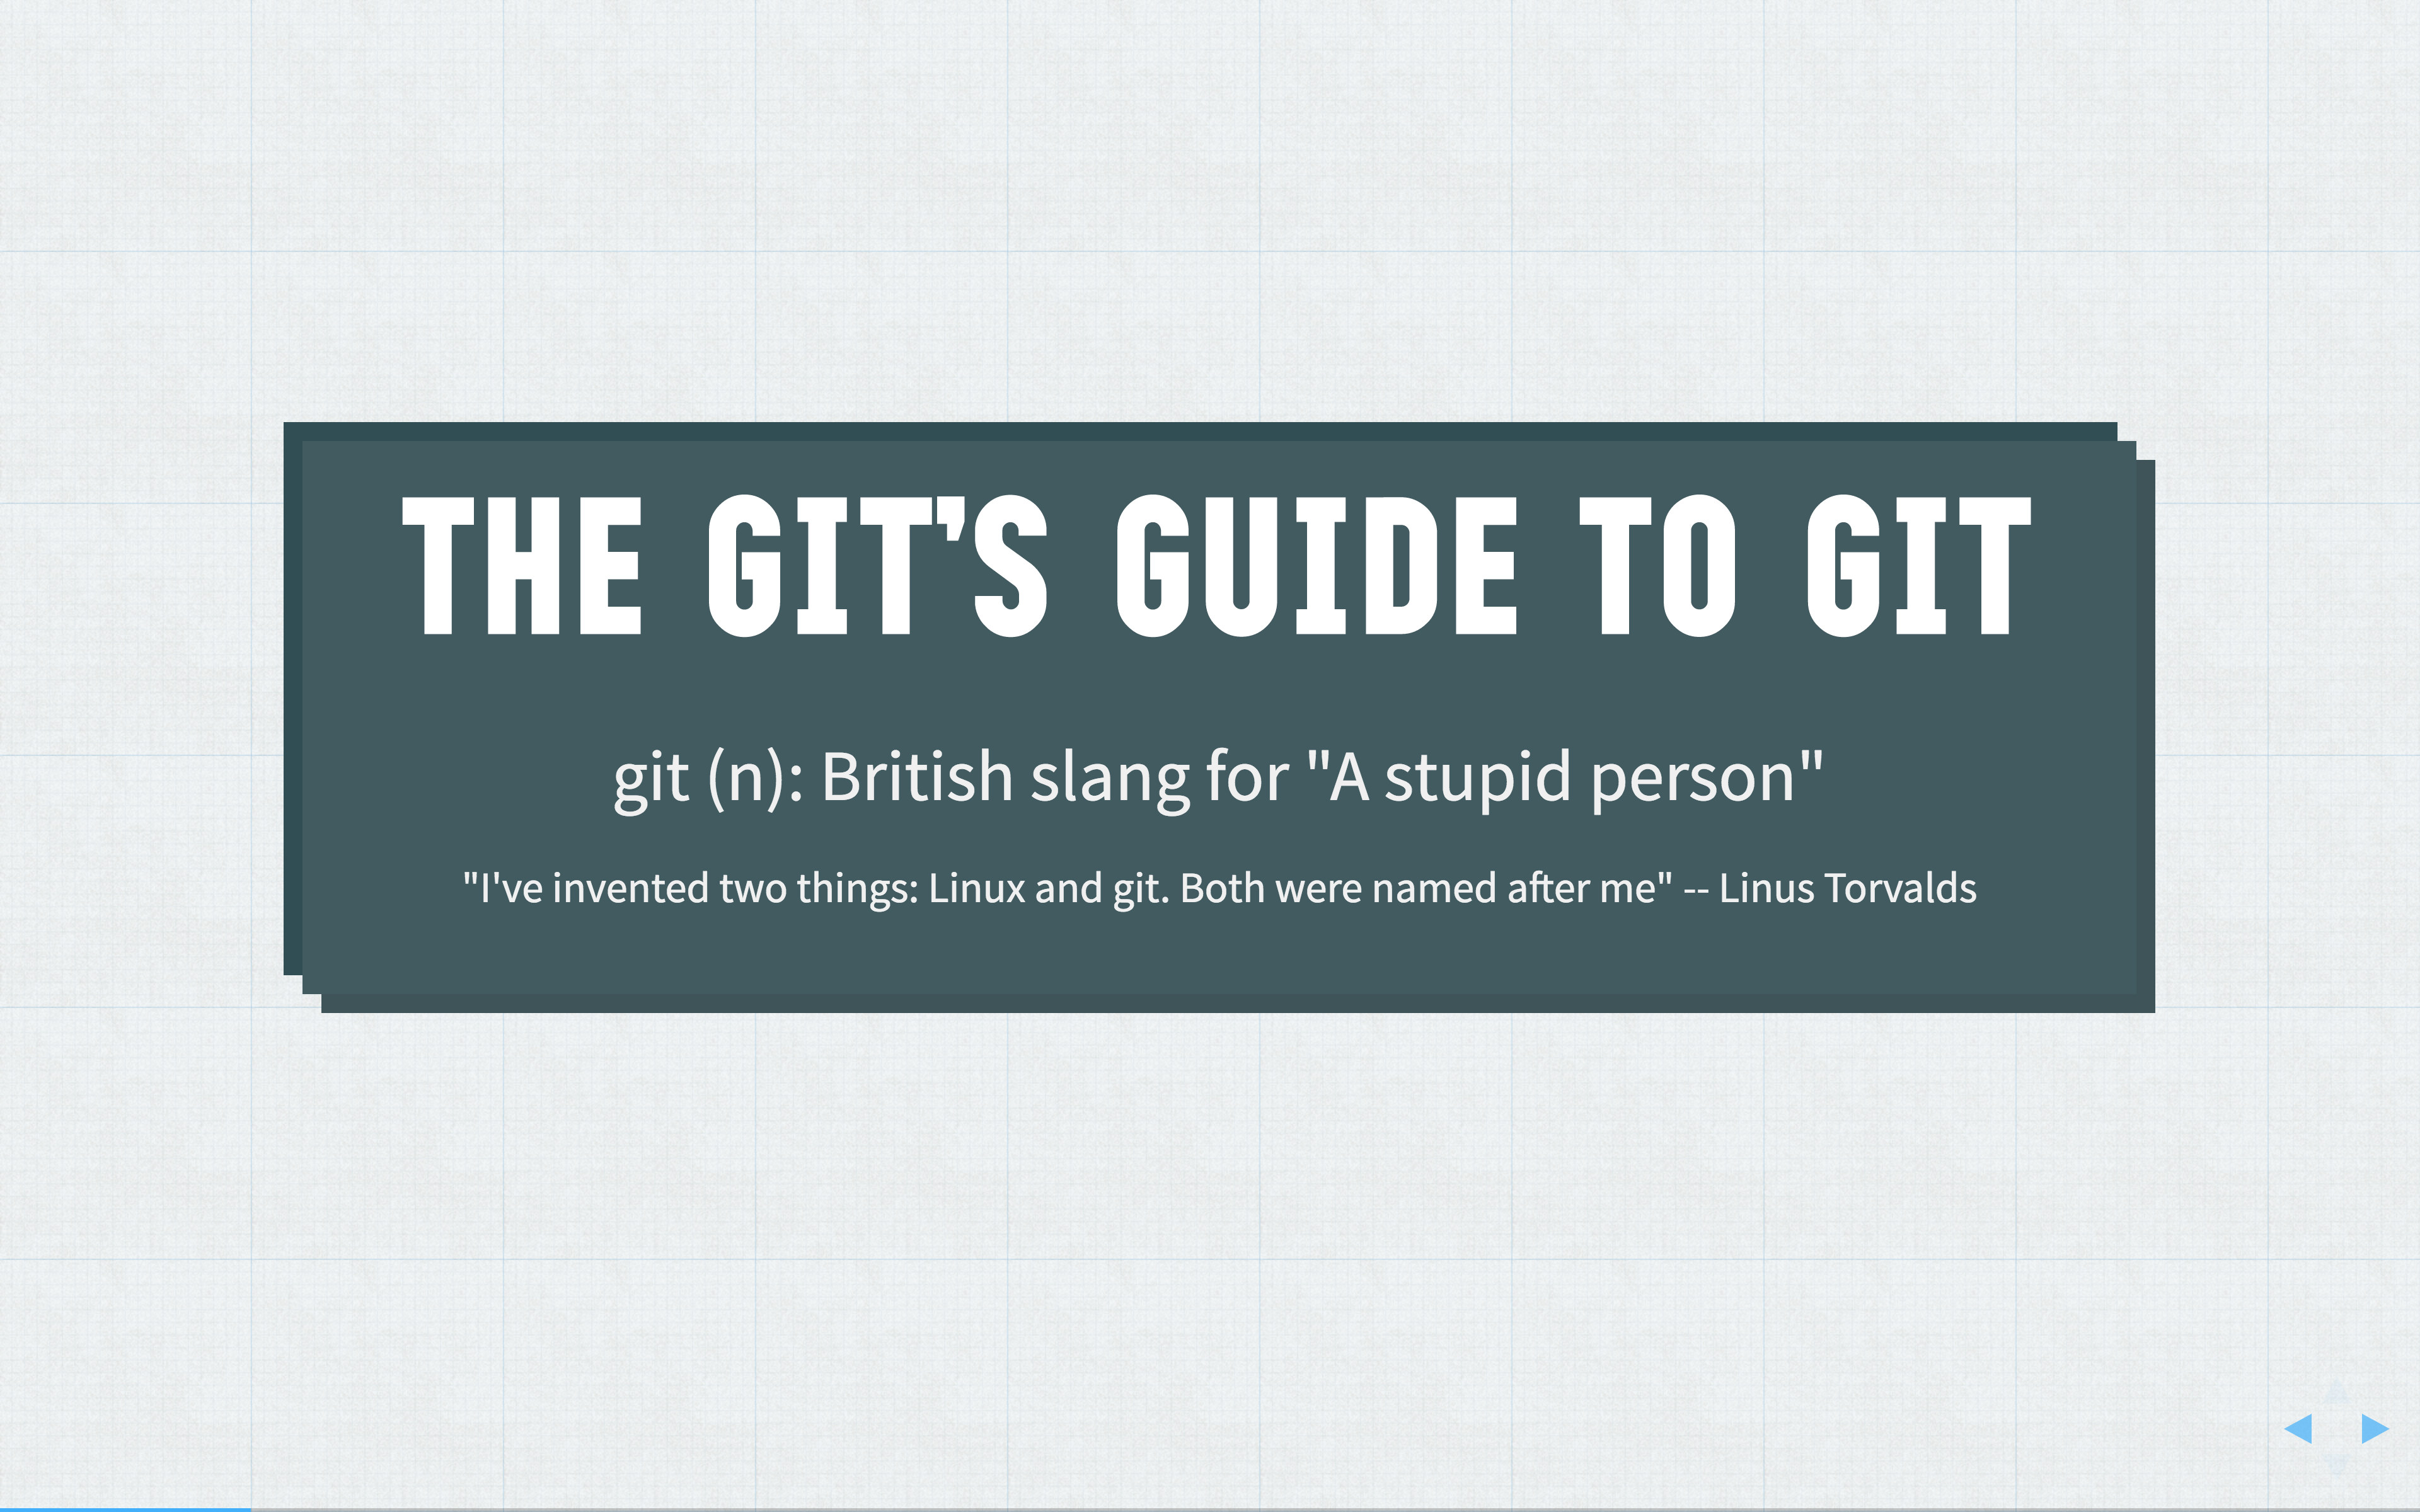 THE GIT’S GUIDE TO GIT
git (n): British slang for "A stupid person"
"I've invented two things: Linux and git. Both were named after me" -- Linus Torvalds